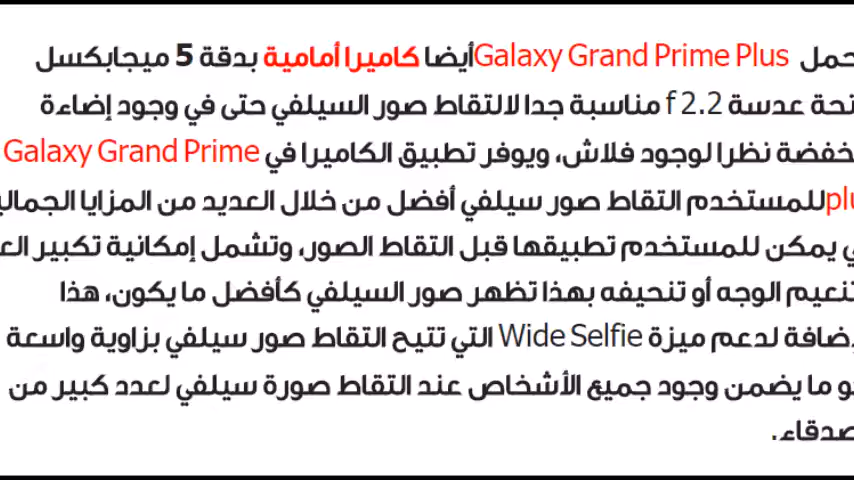 حمل Galaxy Grand Prime Plus أيضا كاميرا أمامية بدقة 5 ميجابكسل
تحة عدسة f 2.2 مناسبة جدا لالتقاط صور السيلفي حتى في وجود إضاءة
خفضة نظرا لوجود فلاش، ويوفر تطبيق الكاميرا في Galaxy Grand Prime
plu للمستخدم التقاط صور سيلفي أفضل من خلال العديد من المزايا الجمالي
ي يمكن للمستخدم تطبيقها قبل التقاط الصور، وتشمل إمكانية تكبير الع
تنعيم الوجه أو تنحيفه بهذا تظهر صور السيلفي كأفضل ما يكون، هذا
إضافة لدعم ميزة Wide Selfie التي تتيح التقاط صور سيلفي بزاوية واسعة
و ما يضمن وجود جميع الأشخاص عند التقاط صورة سيلفي لعدد كبير من
صدقاء.